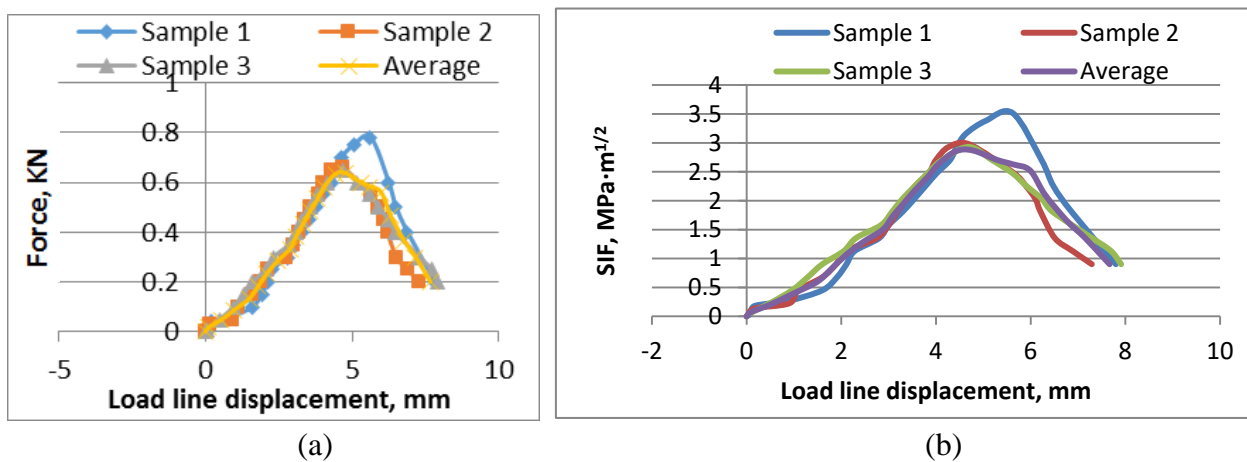 Sample 1 Sample 2
Sample 3 Average
1
0.8
0.6
0.4
0.2
0
-5 0 5 10
Force, KN
Load line displacement, mm
(a)
Sample 1 Sample 2
Sample 3 Average
4
3.5
3
2.5
2
1.5
1
0.5
0
-2 0 2 4 6 8 10
SIF, MPa·m1/2
Load line displacement, mm
(b)